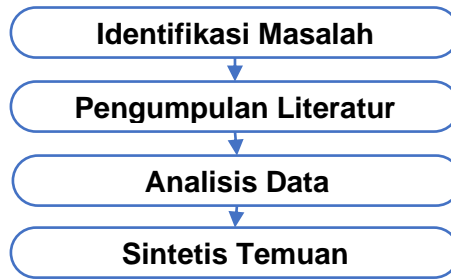 Identifikasi Masalah
Pengumpulan Literatur
Analisis Data
Sintetis Temuan